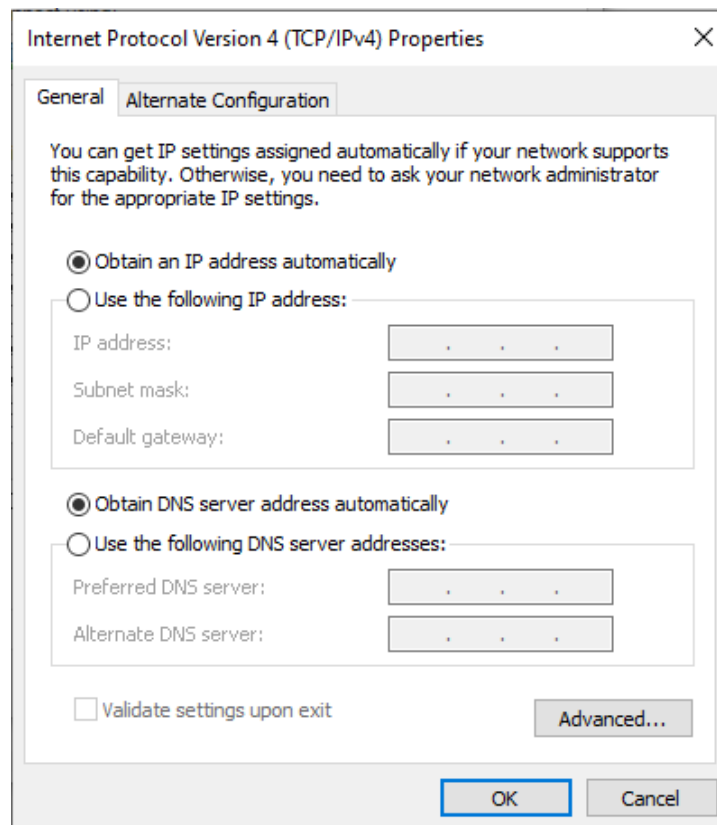 Internet Protocol Version 4 (TCP/IPv4) Properties
General
Alternate Configuration
You can get IP settings assigned automatically if your network supports
this capability. Otherwise, you need to ask your network administrator
for the appropriate IP settings.
Obtain an IP address automatically
Use the following IP address:
IP address: . . .
Subnet mask: . . .
Default gateway: . . .
Obtain DNS server address automatically
Use the following DNS server addresses:
Preferred DNS server: . . .
Alternate DNS server: . . .
Validate settings upon exit
Advanced...
OK
Cancel